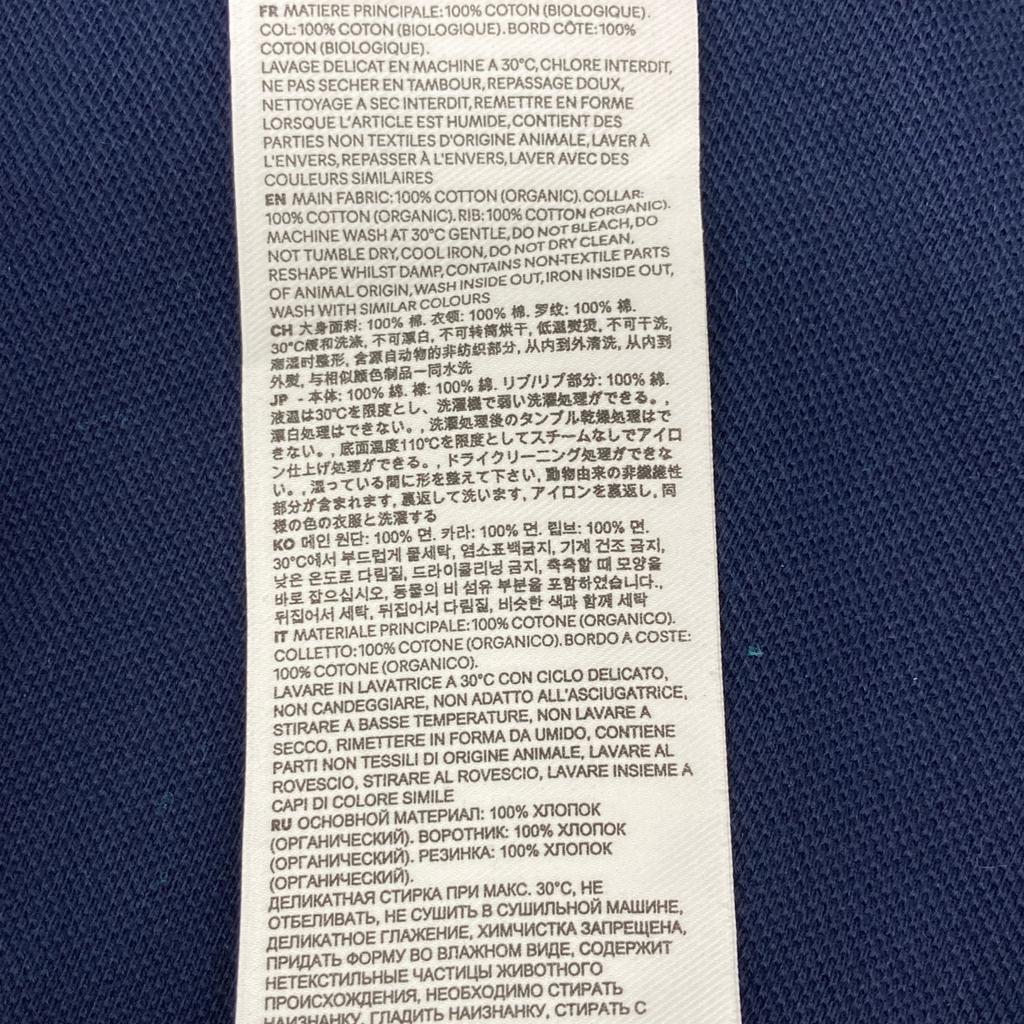 FR MATIERE PRINCIPALE:100% COTON (BIOLOGIQUE).
COL:100% COTON (BIOLOGIQUE).BORD CÔTE:100%
COTON (BIOLOGIQUE).
LAVAGE DELICAT EN MACHINE A 30°C,CHLORE INTERDIT,
NE PAS SECHER EN TAMBOUR,REPASSAGE DOUX,
NETTOYAGE A SEC INTERDIT,REMETTRE EN FORME
LORSQUE L'ARTICLE EST HUMIDE,CONTIENT DES
PARTIES NON TEXTILES D'ORIGINE ANIMALE,LAVER À
L'ENVERS,REPASSER À L'ENVERS,LAVER AVEC DES
COULEURS SIMILAIRES
EN MAIN FABRIC:100% COTTON (ORGANIC).COLLAR:
100% COTTON (ORGANIC).RIB:100% COTTON (ORGANIC).
MACHINE WASH AT 30°C GENTLE,DO NOT BLEACH,DO
NOT TUMBLE DRY,COOL IRON,DO NOT DRY CLEAN,
RESHAPE WHILST DAMP,CONTAINS NON-TEXTILE PARTS
OF ANIMAL ORIGIN,WASH INSIDE OUT,IRON INSIDE OUT,
WASH WITH SIMILAR COLOURS
CH 大身面料: 100% 棉. 衣领: 100% 棉. 罗纹: 100% 棉.
30°C缓和洗涤, 不可漂白, 不可转筒烘干, 低温熨烫, 不可干洗,
潮湿时整形, 含源自动物的非纺织部分, 从内到外清洗, 从内到
外熨, 与相似颜色制品一同水洗
JP - 本体: 100% 綿. 襟: 100% 綿. リブ/リブ部分: 100% 綿.
液温は30℃を限度とし、洗濯機で弱い洗濯処理ができる。,
漂白処理はできない。, 洗濯処理後のタンブル乾燥処理はで
きない。, 底面温度110℃を限度としてスチームなしでアイロ
ン仕上げ処理ができる。, ドライクリーニング処理ができな
い。, 湿っている間に形を整えて下さい, 動物由来の非繊維性
部分が含まれます, 裏返して洗います, アイロンを裏返し, 同
様の色の衣服と洗濯する
KO 메인 원단: 100% 면. 카라: 100% 면. 립브: 100% 면.
30°C에서 부드럽게 물세탁, 염소표백금지, 기계 건조 금지,
낮은 온도로 다림질, 드라이클리닝 금지, 축축할 때 모양을
바로 잡으십시오, 동물의 비 섬유 부분을 포함하였습니다.,
뒤집어서 세탁, 뒤집어서 다림질, 비슷한 색과 함께 세탁
IT MATERIALE PRINCIPALE:100% COTONE (ORGANICO).
COLLETTO:100% COTONE (ORGANICO).BORDO A COSTE:
100% COTONE (ORGANICO).
LAVARE IN LAVATRICE A 30°C CON CICLO DELICATO,
NON CANDEGGIARE, NON ADATTO ALL'ASCIUGATRICE,
STIRARE A BASSE TEMPERATURE, NON LAVARE A
SECCO, RIMETTERE IN FORMA DA UMIDO, CONTIENE
PARTI NON TESSILI DI ORIGINE ANIMALE, LAVARE AL
ROVESCIO, STIRARE AL ROVESCIO, LAVARE INSIEME A
CAPI DI COLORE SIMILE
RU ОСНОВНОЙ МАТЕРИАЛ: 100% ХЛОПОК
(ОРГАНИЧЕСКИЙ). ВОРОТНИК: 100% ХЛОПОК
(ОРГАНИЧЕСКИЙ). РЕЗИНКА: 100% ХЛОПОК
(ОРГАНИЧЕСКИЙ).
ДЕЛИКАТНАЯ СТИРКА ПРИ МАКС. 30°C, НЕ
ОТБЕЛИВАТЬ, НЕ СУШИТЬ В СУШИЛЬНОЙ МАШИНЕ,
ДЕЛИКАТНОЕ ГЛАЖЕНИЕ, ХИМЧИСТКА ЗАПРЕЩЕНА,
ПРИДАТЬ ФОРМУ ВО ВЛАЖНОМ ВИДЕ, СОДЕРЖИТ
НЕТЕКСТИЛЬНЫЕ ЧАСТИЦЫ ЖИВОТНОГО
ПРОИСХОЖДЕНИЯ, НЕОБХОДИМО СТИРАТЬ
НАИЗНАНКУ, ГЛАДИТЬ НАИЗНАНКУ, СТИРАТЬ С